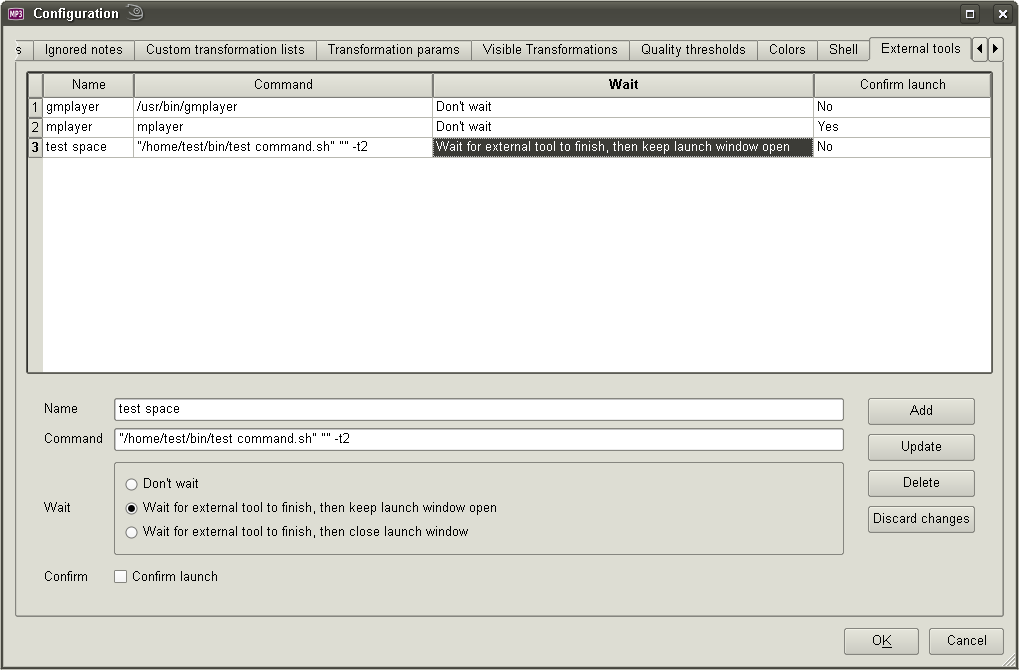 MP3 Configuration
s Ignored notes Custom transformation lists Transformation params Visible Transformations Quality thresholds Colors Shell External tools
Name Command Wait Confirm launch
1 gmplayer /usr/bin/gmplayer Don't wait No
2 mplayer mplayer Don't wait Yes
3 test space "/home/test/bin/test command.sh" "" -t2 Wait for external tool to finish, then keep launch window open No
Name test space Add
Command "/home/test/bin/test command.sh" "" -t2
Update
Don't wait Delete
Wait Wait for external tool to finish, then keep launch window open
Discard changes
Wait for external tool to finish, then close launch window
Confirm Confirm launch
OK Cancel